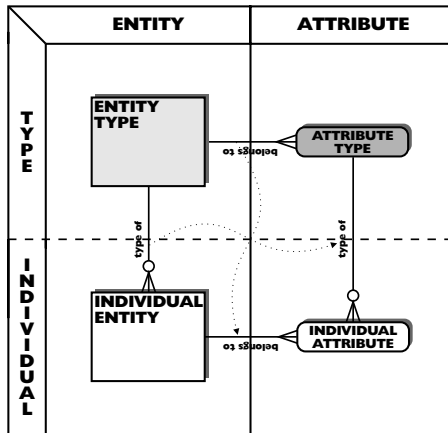 ENTITY
ATTRIBUTE
TYPE
ENTITY
TYPE
ATTRIBUTE
TYPE
belongs to
type of
type of
INDIVIDUAL
INDIVIDUAL
ENTITY
INDIVIDUAL
ATTRIBUTE
belongs to